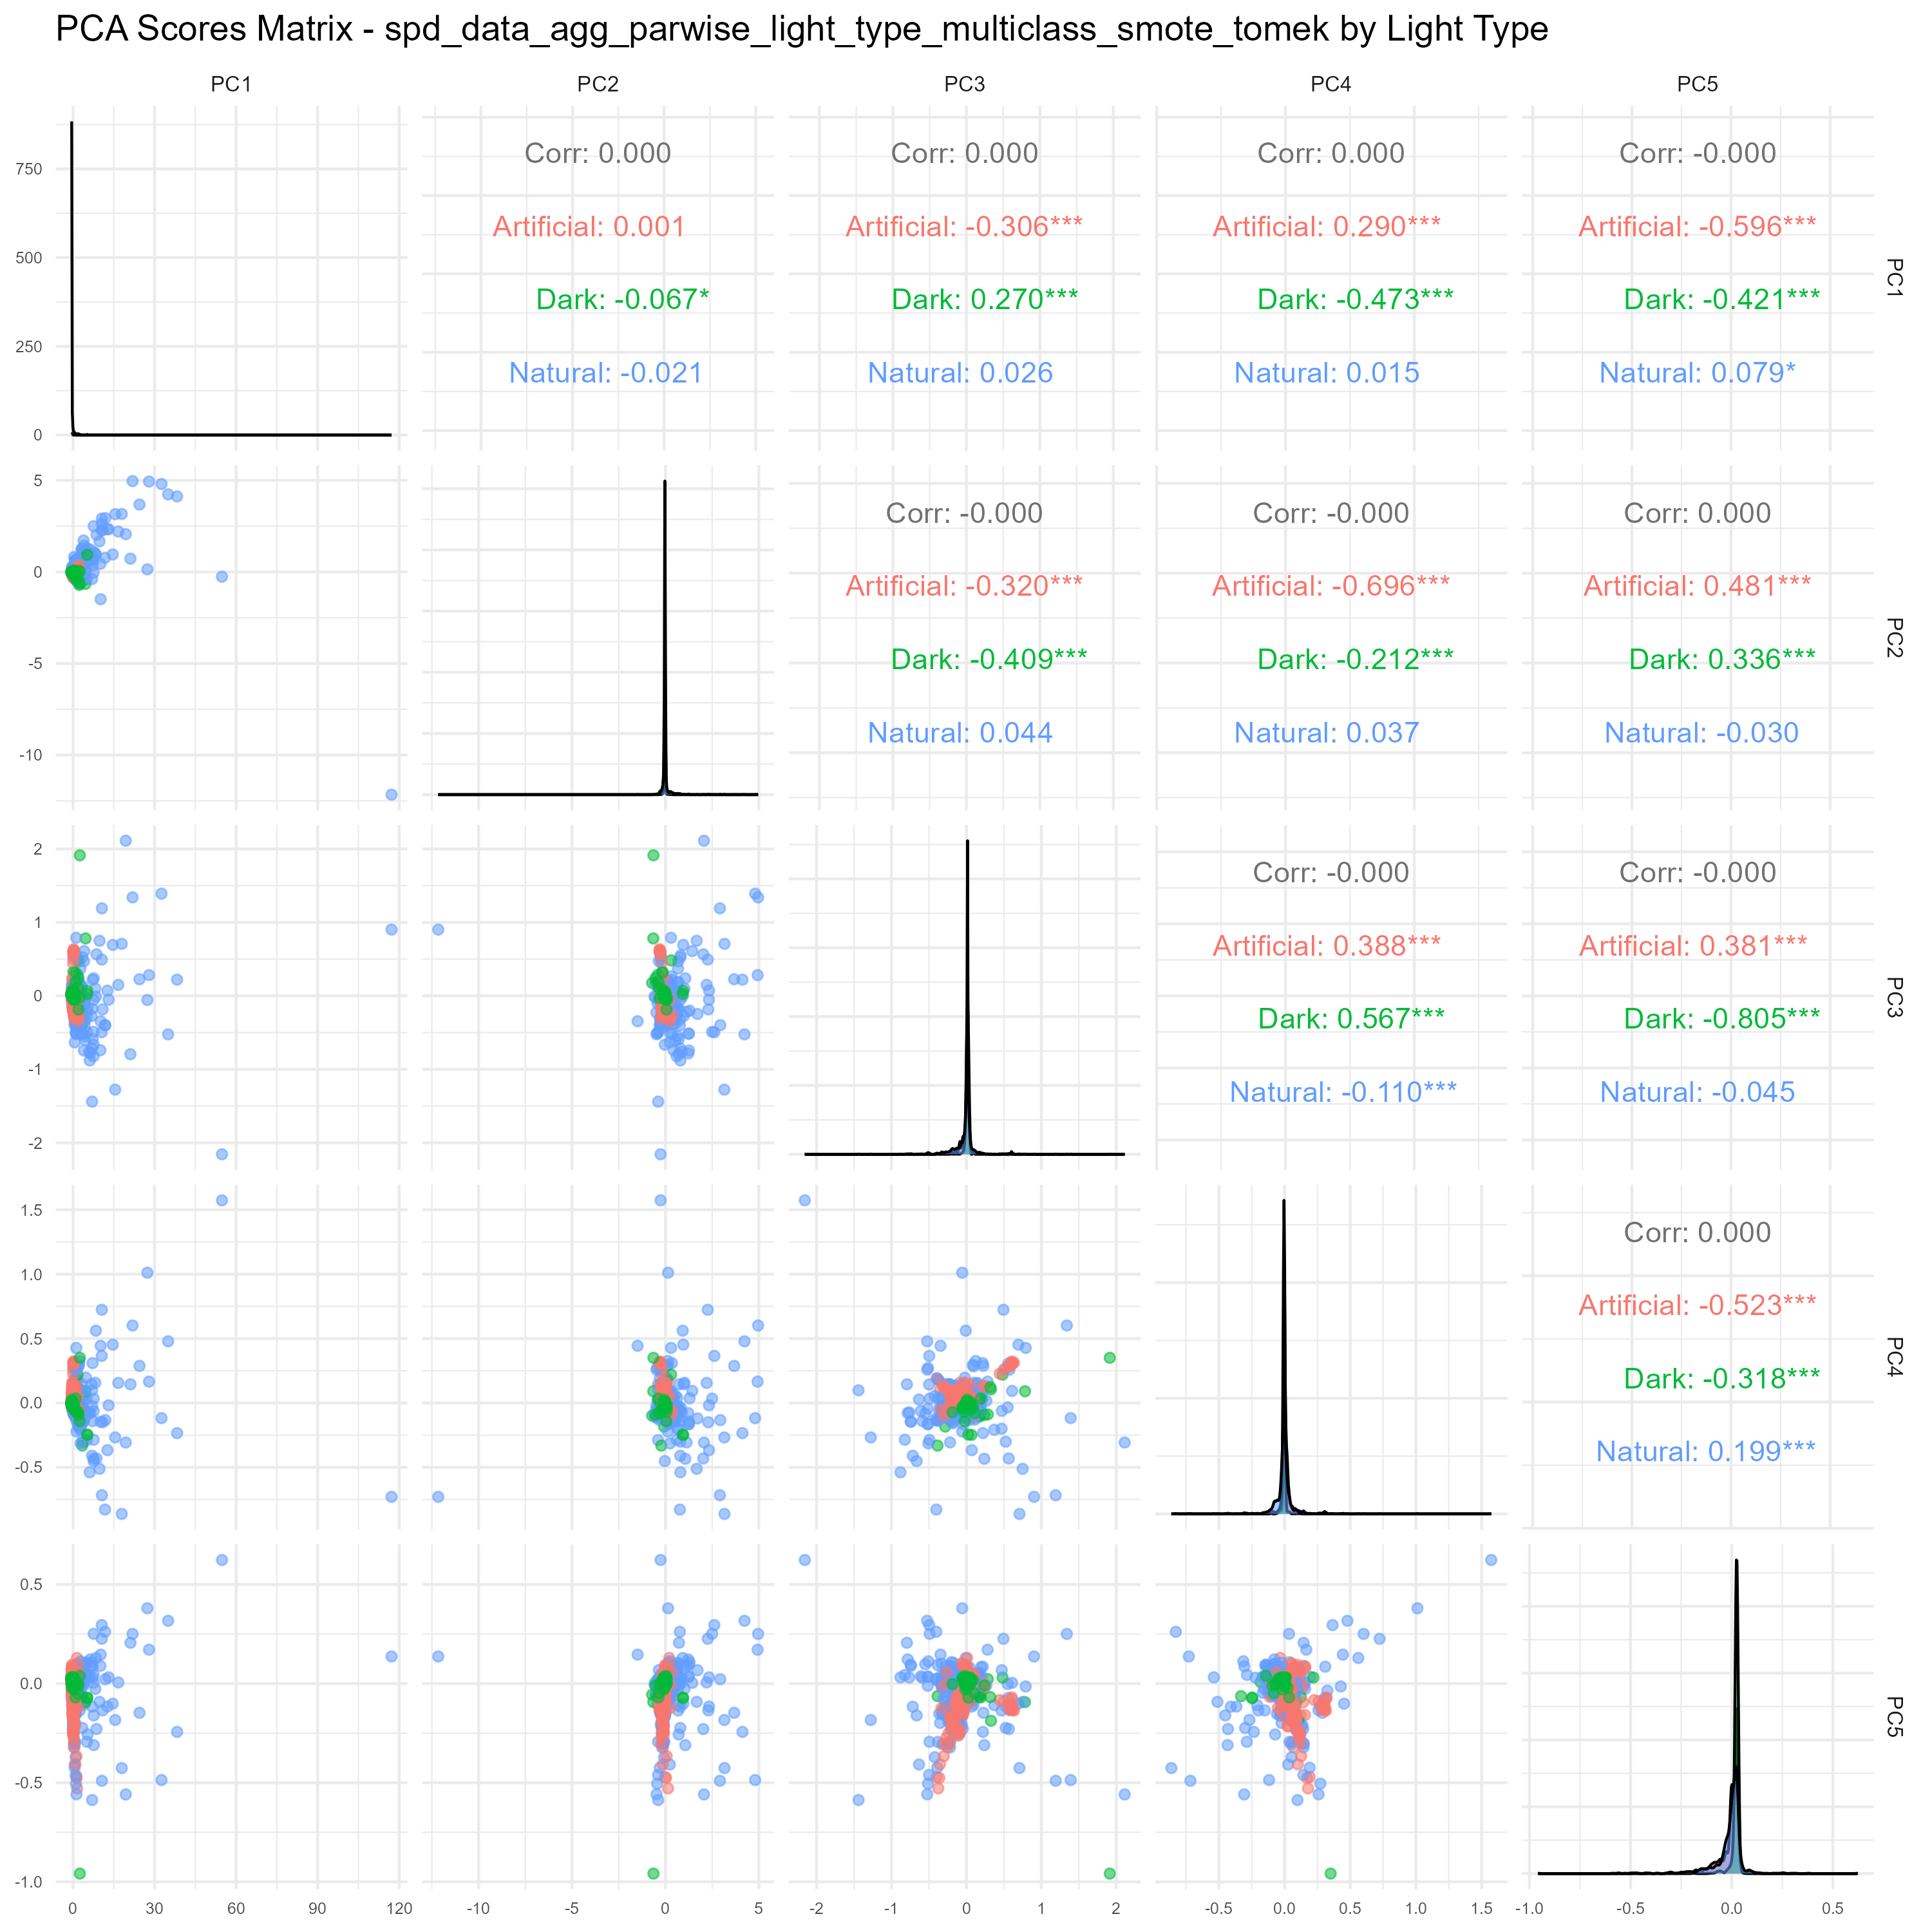 PCA Scores Matrix - spd_data_agg_parwise_light_type_multiclass_smote_tomek by Light Type
PC1 PC2 PC3 PC4 PC5
750
500
250
0
Corr: 0.000
Artificial: 0.001
Dark: -0.067*
Natural: -0.021
Corr: 0.000
Artificial: -0.306***
Dark: 0.270***
Natural: 0.026
Corr: 0.000
Artificial: 0.290***
Dark: -0.473***
Natural: 0.015
Corr: -0.000
Artificial: -0.596***
Dark: -0.421***
Natural: 0.079*
PC1
5
0
-5
-10
Corr: -0.000
Artificial: -0.320***
Dark: -0.409***
Natural: 0.044
Corr: -0.000
Artificial: -0.696***
Dark: -0.212***
Natural: 0.037
Corr: 0.000
Artificial: 0.481***
Dark: 0.336***
Natural: -0.030
PC2
2
1
0
-1
-2
Corr: -0.000
Artificial: 0.388***
Dark: 0.567***
Natural: -0.110***
Corr: -0.000
Artificial: 0.381***
Dark: -0.805***
Natural: -0.045
PC3
1.5
1.0
0.5
0.0
-0.5
Corr: 0.000
Artificial: -0.523***
Dark: -0.318***
Natural: 0.199***
PC4
0.5
0.0
-0.5
-1.0
PC5
0 30 60 90 120
-10 -5 0 5
-2 -1 0 1 2
-0.5 0.0 0.5 1.0 1.5
-1.0 -0.5 0.0 0.5